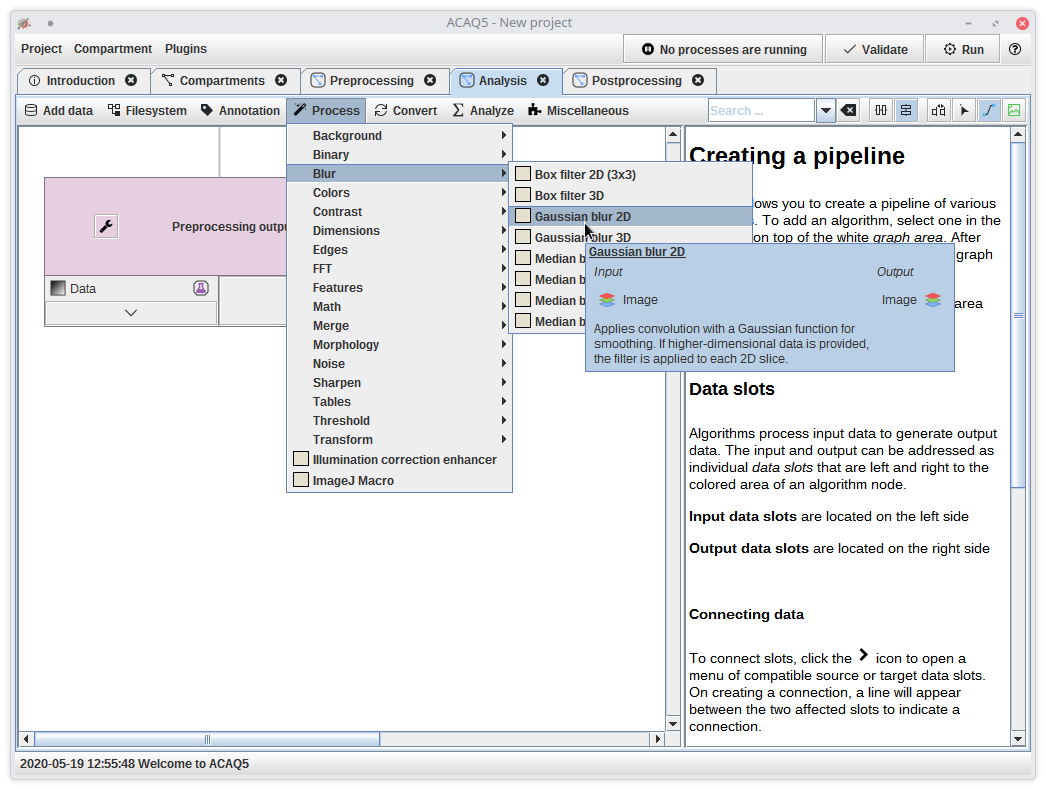 ACAQ5 - New project
Project Compartment Plugins
No processes are running
Validate
Run
Introduction
Compartments
Preprocessing
Analysis
Postprocessing
Add data
Filesystem
Annotation
Process
Convert
Analyze
Miscellaneous
Search ...
Preprocessing outpu
Data
Background
Binary
Blur
Colors
Contrast
Dimensions
Edges
FFT
Features
Math
Merge
Morphology
Noise
Sharpen
Tables
Threshold
Transform
Illumination correction enhancer
ImageJ Macro
Box filter 2D (3x3)
Box filter 3D
Gaussian blur 2D
Gaussian blur 3D
Median b
Median b
Median b
Median b
Gaussian blur 2D
Input Output
Image Image
Applies convolution with a Gaussian function for
smoothing. If higher-dimensional data is provided,
the filter is applied to each 2D slice.
Creating a pipeline
ows you to create a pipeline of various
. To add an algorithm, select one in the
on top of the white graph area. After
graph
area
Data slots
Algorithms process input data to generate output
data. The input and output can be addressed as
individual data slots that are left and right to the
colored area of an algorithm node.
Input data slots are located on the left side
Output data slots are located on the right side
Connecting data
To connect slots, click the icon to open a
menu of compatible source or target data slots.
On creating a connection, a line will appear
between the two affected slots to indicate a
connection.
2020-05-19 12:55:48 Welcome to ACAQ5